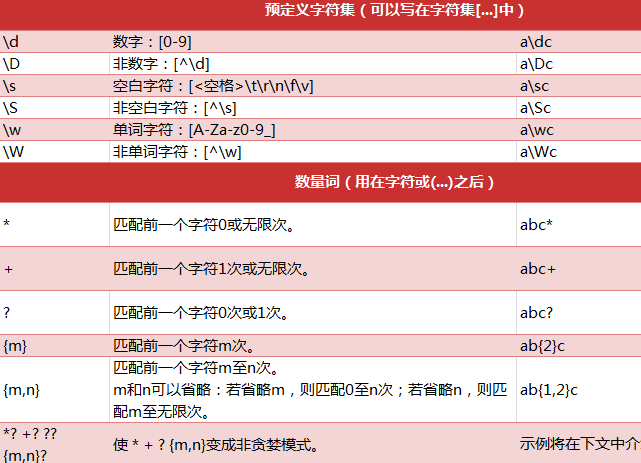 预定义字符集（可以写在字符集[...]中）
\d 数字：[0-9] a\dc
\D 非数字：[^\d] a\Dc
\s 空白字符：[<空格>\t\r\n\f\v] a\sc
\S 非空白字符：[^\s] a\Sc
\w 单词字符：[A-Za-z0-9_] a\wc
\W 非单词字符：[^\w] a\Wc
数量词（用在字符或(...)之后）
* 匹配前一个字符0或无限次。 abc*
+ 匹配前一个字符1次或无限次。 abc+
? 匹配前一个字符0次或1次。 abc?
{m} 匹配前一个字符m次。 ab{2}c
{m,n} 匹配前一个字符m至n次。 ab{1,2}c
m和n可以省略：若省略m，则匹配0至n次；若省略n，则匹
配m至无限次。
*? +? ?? 使 * + ? {m,n}变成非贪婪模式。 示例将在下文中介
{m,n}?